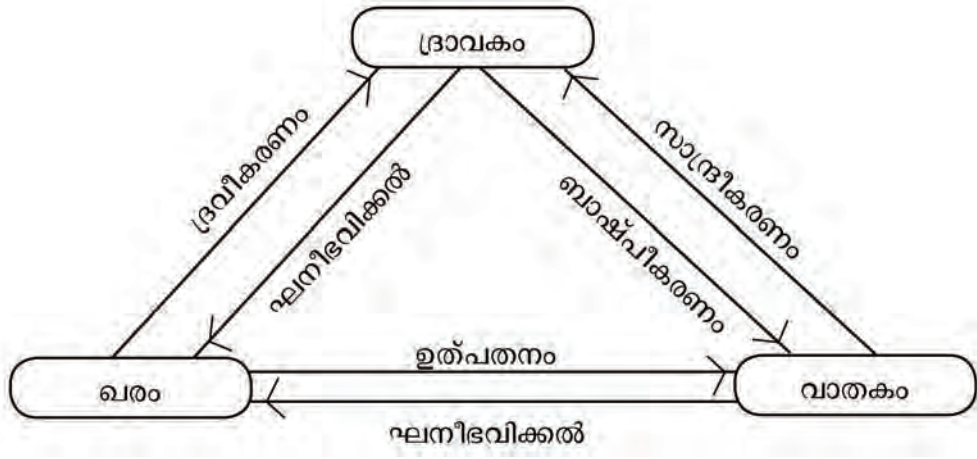 ദ്രാവകം
ദ്രവീകരണം
ഘനീഭവിക്കൽ
ബാഷ്പീകരണം
സാന്ദ്രീകരണം
ഖരം
ഉത്പതനം
വാതകം
ഘനീഭവിക്കൽ